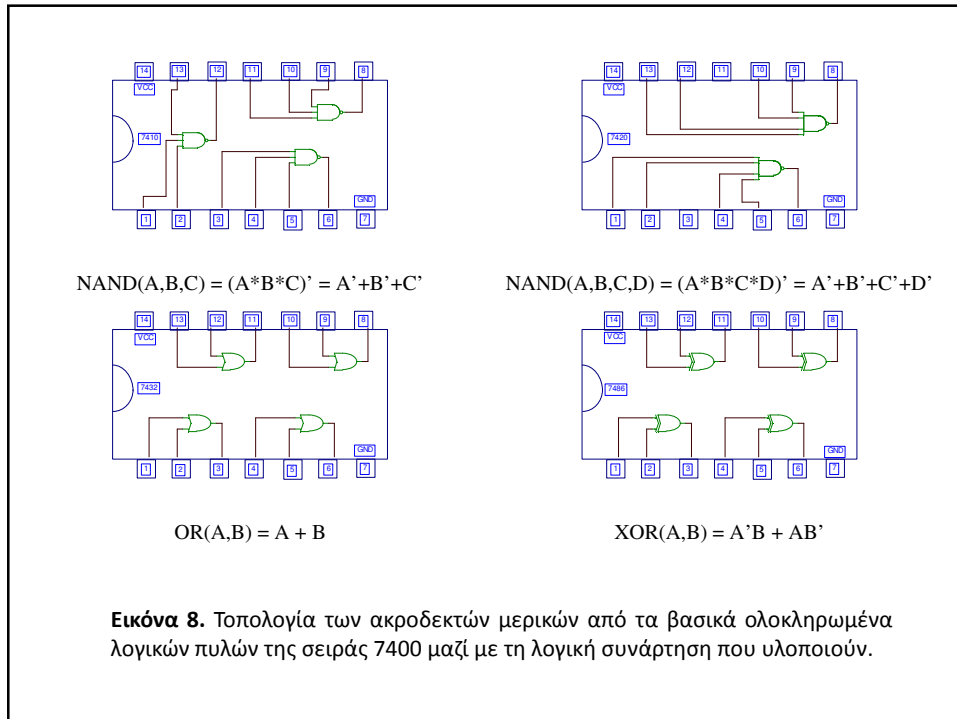 14 13 12 11 10 9 8
VCC
7410
GND
1 2 3 4 5 6 7
NAND(A,B,C) = (A*B*C)’ = A’+B’+C’
14 13 12 11 10 9 8
VCC
7420
GND
1 2 3 4 5 6 7
NAND(A,B,C,D) = (A*B*C*D)’ = A’+B’+C’+D’
14 13 12 11 10 9 8
VCC
7432
GND
1 2 3 4 5 6 7
OR(A,B) = A + B
14 13 12 11 10 9 8
VCC
7486
GND
1 2 3 4 5 6 7
XOR(A,B) = A’B + AB’
Εικόνα 8. Τοπολογία των ακροδεκτών μερικών από τα βασικά ολοκληρωμένα
λογικών πυλών της σειράς 7400 μαζί με τη λογική συνάρτηση που υλοποιούν.